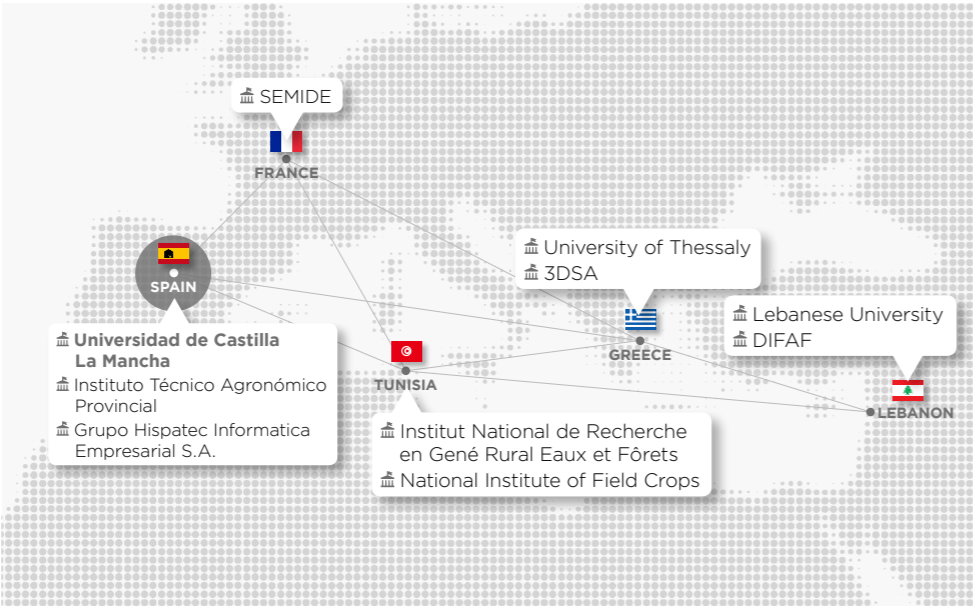 SEMIDE
FRANCE
SPAIN
Universidad de Castilla
La Mancha
Instituto Técnico Agronómico
Provincial
Grupo Hispatec Informatica
Empresarial S.A.
TUNISIA
Institut National de Recherche
en Gené Rural Eaux et Fôrets
National Institute of Field Crops
University of Thessaly
3DSA
GREECE
Lebanese University
DIFAF
LEBANON